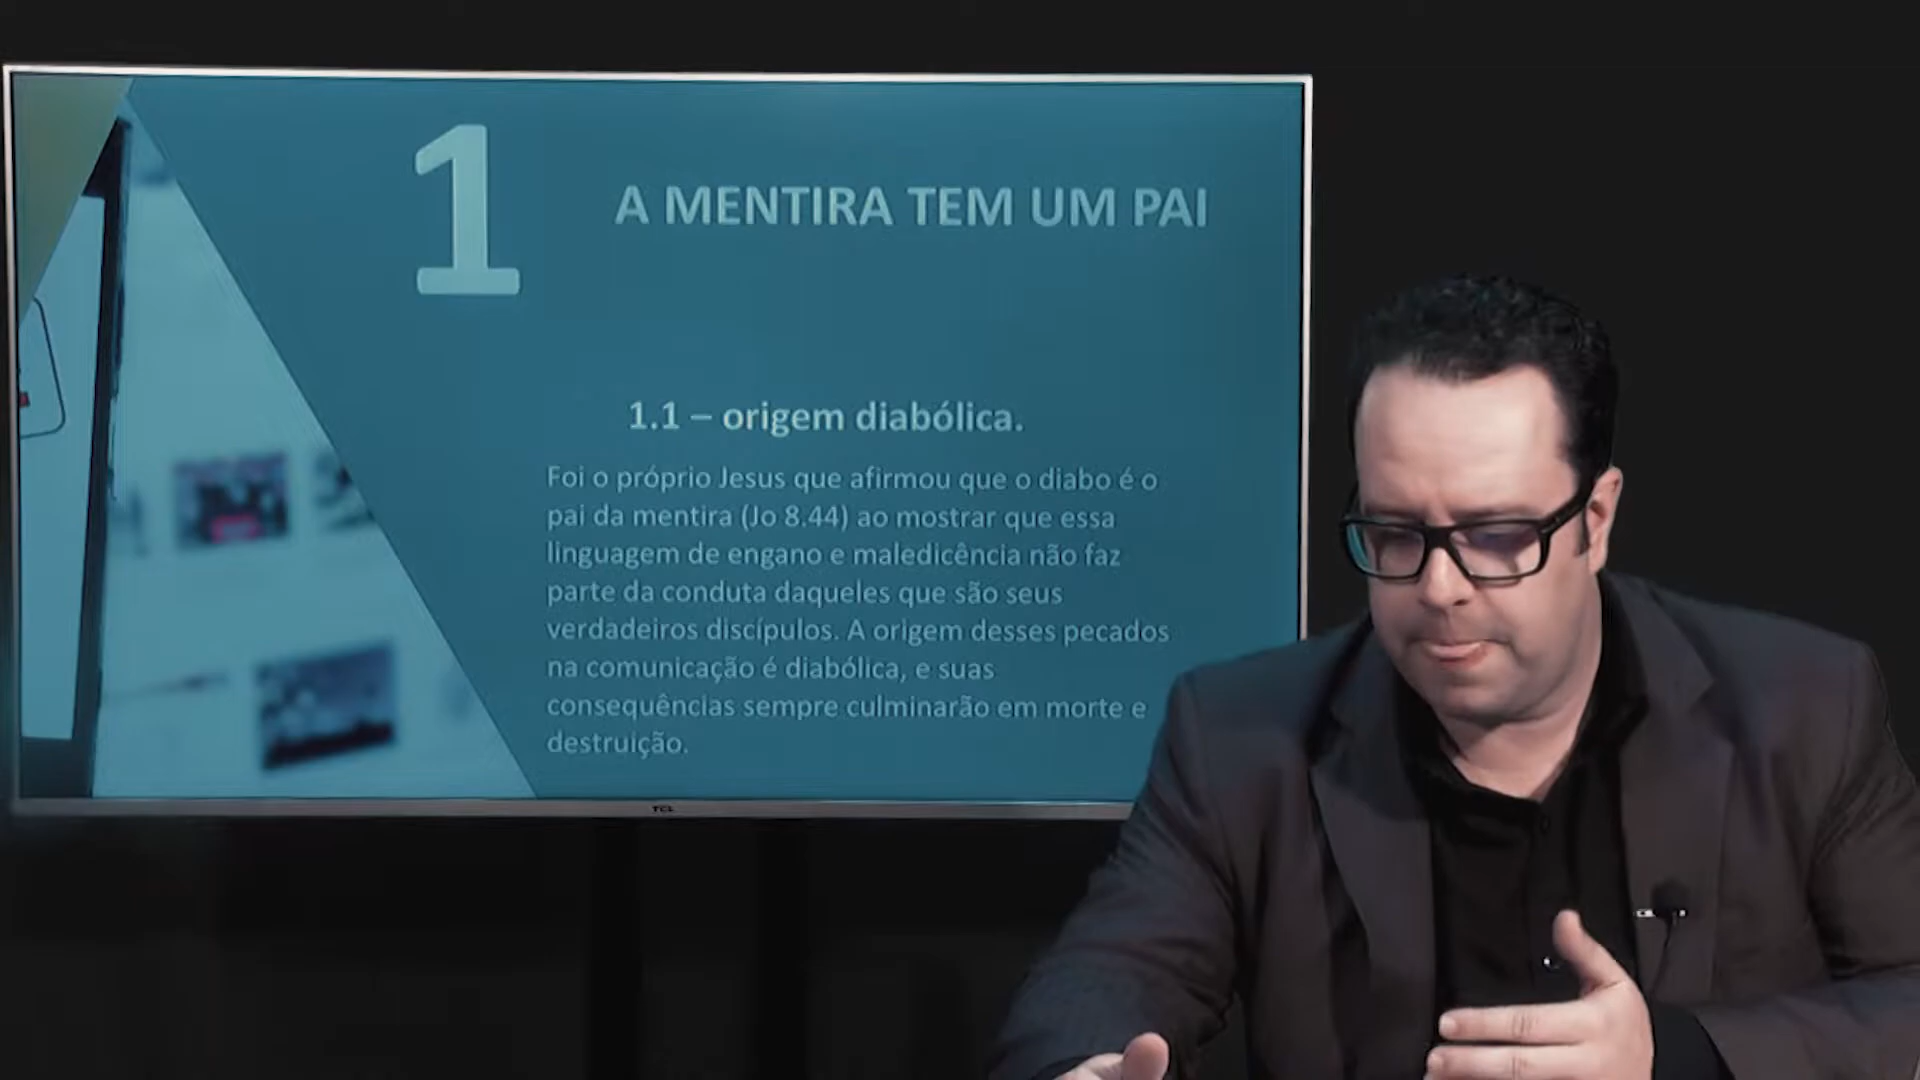 1
A MENTIRA TEM UM PAI
1.1 – origem diabólica.
Foi o próprio Jesus que afirmou que o diabo é o
pai da mentira (Jo 8.44) ao mostrar que essa
linguagem de engano e maledicência não faz
parte da conduta daqueles que são seus
verdadeiros discípulos. A origem desses pecados
na comunicação é diabólica, e suas
consequências sempre culminarão em morte e
destruição.
TCL